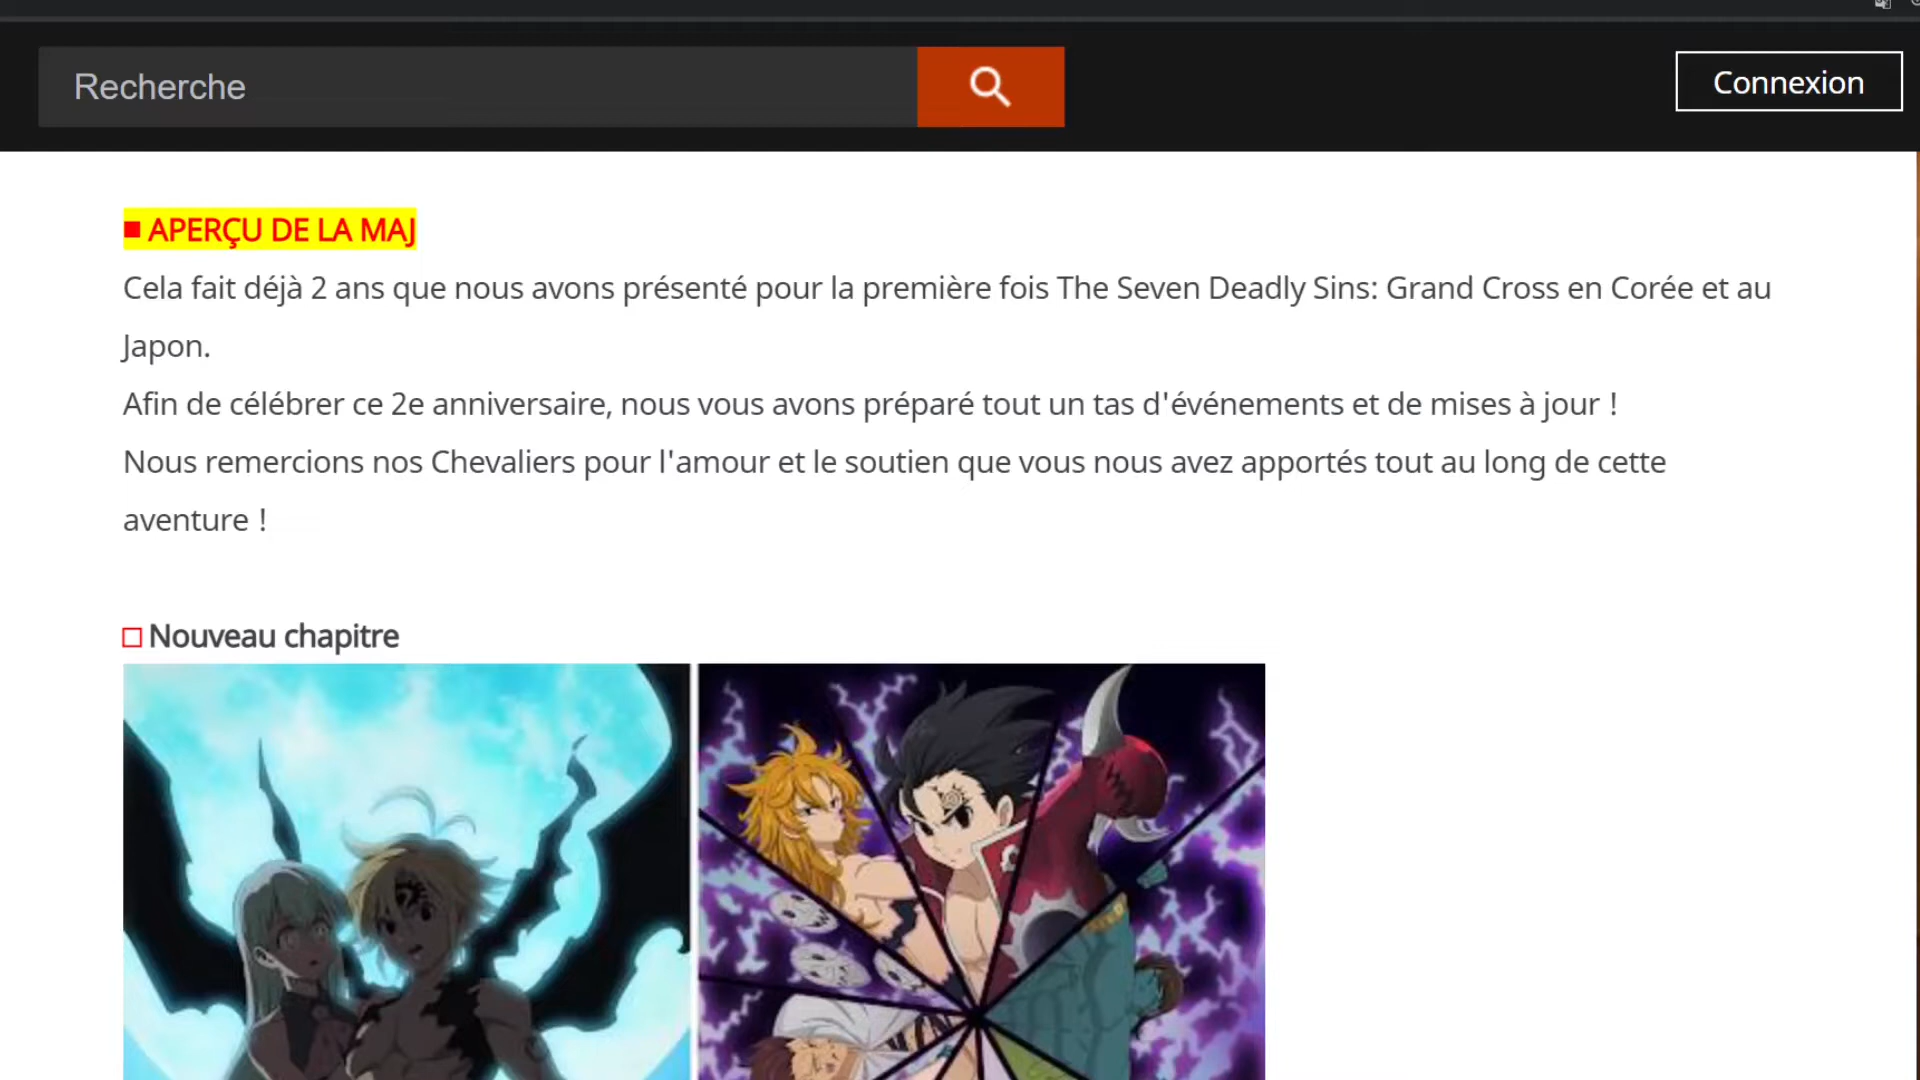 Recherche
Connexion
■ APERÇU DE LA MAJ
Cela fait déjà 2 ans que nous avons présenté pour la première fois The Seven Deadly Sins: Grand Cross en Corée et au
Japon.
Afin de célébrer ce 2e anniversaire, nous vous avons préparé tout un tas d'événements et de mises à jour !
Nous remercions nos Chevaliers pour l'amour et le soutien que vous nous avez apportés tout au long de cette
aventure !
□ Nouveau chapitre